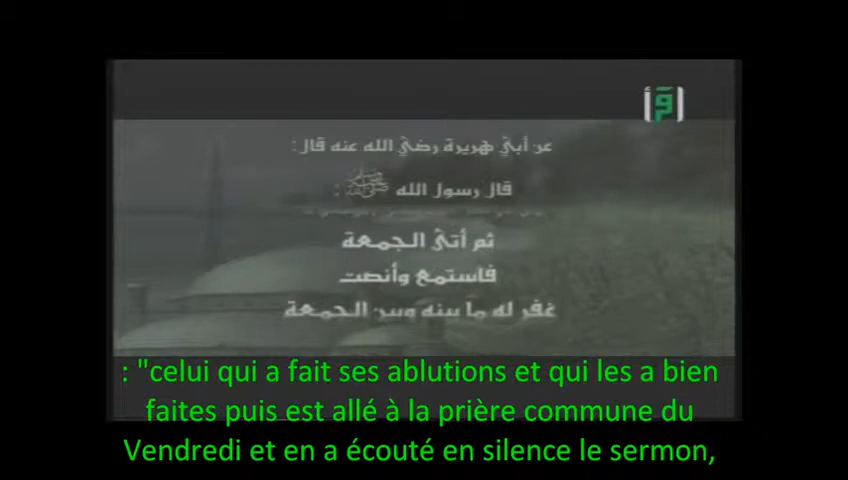 اقرأ
عن أبي هريرة رضي الله عنه قال:
قال رسول الله ﷺ :
ثم أتى الجمعة
فاستمع وأنصت
غفر له ما بينه وبين الجمعة
: "celui qui a fait ses ablutions et qui les a bien
faites puis est allé à la prière commune du
Vendredi et en a écouté en silence le sermon,